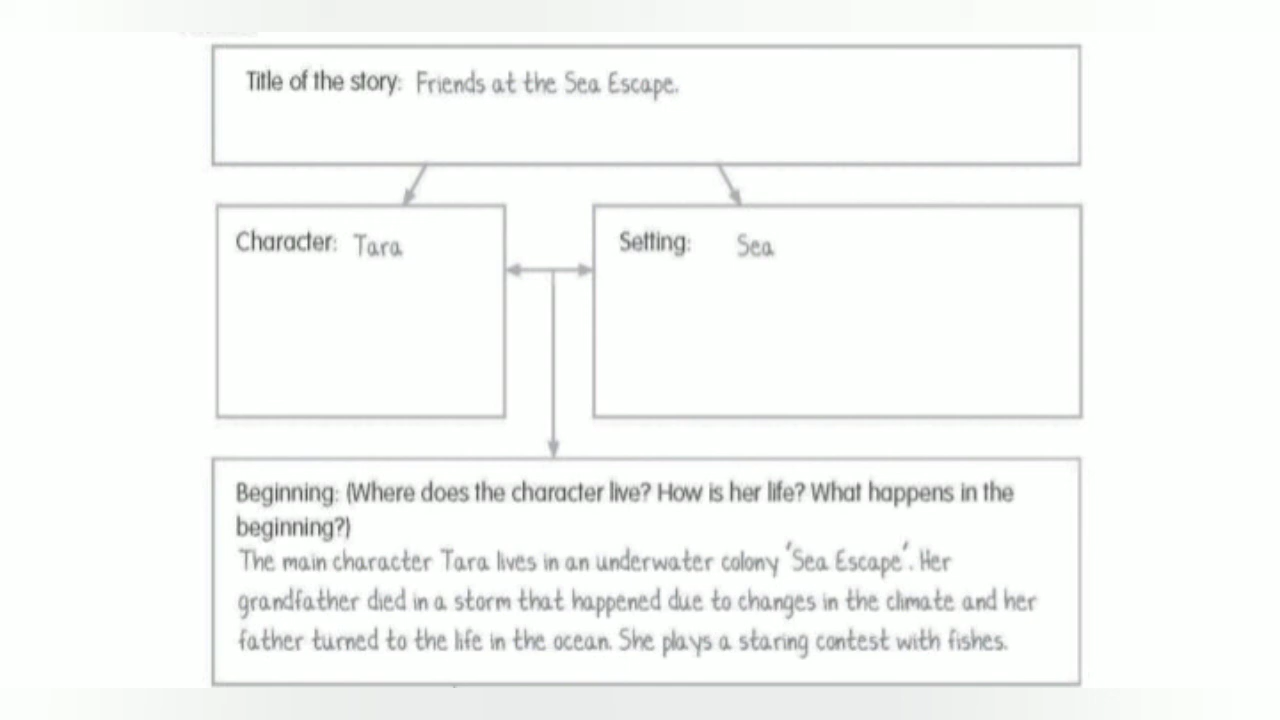 Title of the story: Friends at the Sea Escape.
Character: Tara
Setting: Sea
Beginning: (Where does the character live? How is her life? What happens in the
beginning?)
The main character Tara lives in an underwater colony 'Sea Escape'. Her
grandfather died in a storm that happened due to changes in the climate and her
father turned to the life in the ocean. She plays a staring contest with fishes.